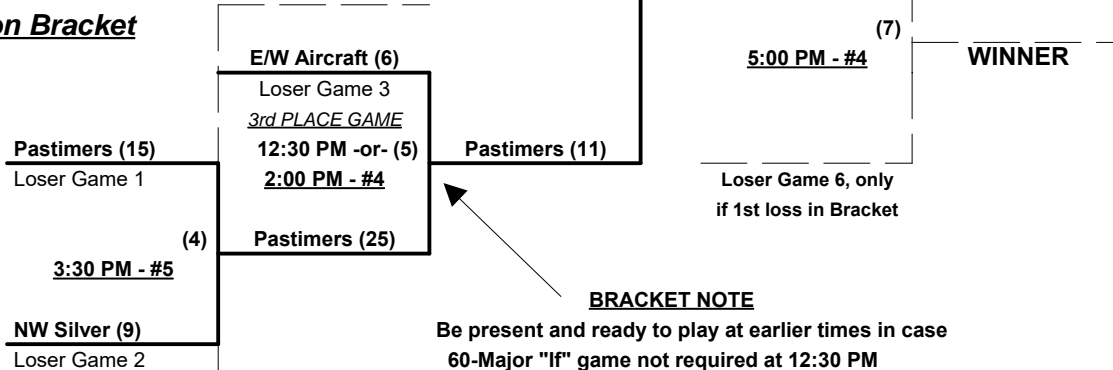 on Bracket
(7)
E/W Aircraft (6)
5:00 PM - #4
WINNER
Loser Game 3
3rd PLACE GAME
Pastimers (15)
12:30 PM -or- (5)
Pastimers (11)
Loser Game 1
2:00 PM - #4
Loser Game 6, only
if 1st loss in Bracket
(4)
Pastimers (25)
3:30 PM - #5
BRACKET NOTE
NW Silver (9)
Be present and ready to play at earlier times in case
Loser Game 2
60-Major "If" game not required at 12:30 PM